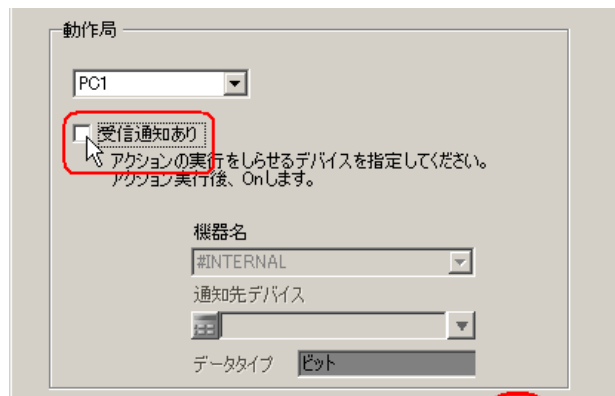 動作局
PC1
受信通知あり
アクションの実行をしらせるデバイスを指定してください。
アクション実行後、Onします。
機器名
#INTERNAL
通知先デバイス
データタイプ ビット